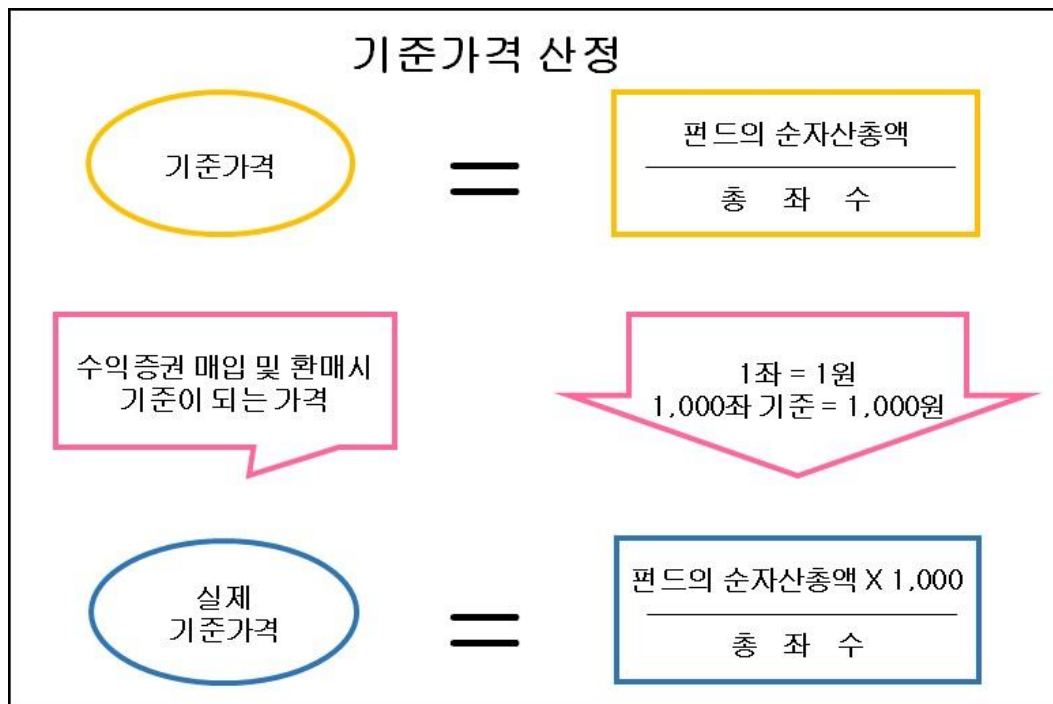 기준가격 산정
기준가격
=
펀드의 순자산총액
총 좌 수
수익증권 매입 및 환매시
기준이 되는 가격
1좌 = 1원
1,000좌 기준 = 1,000원
실제
기준가격
=
펀드의 순자산총액 X 1,000
총 좌 수